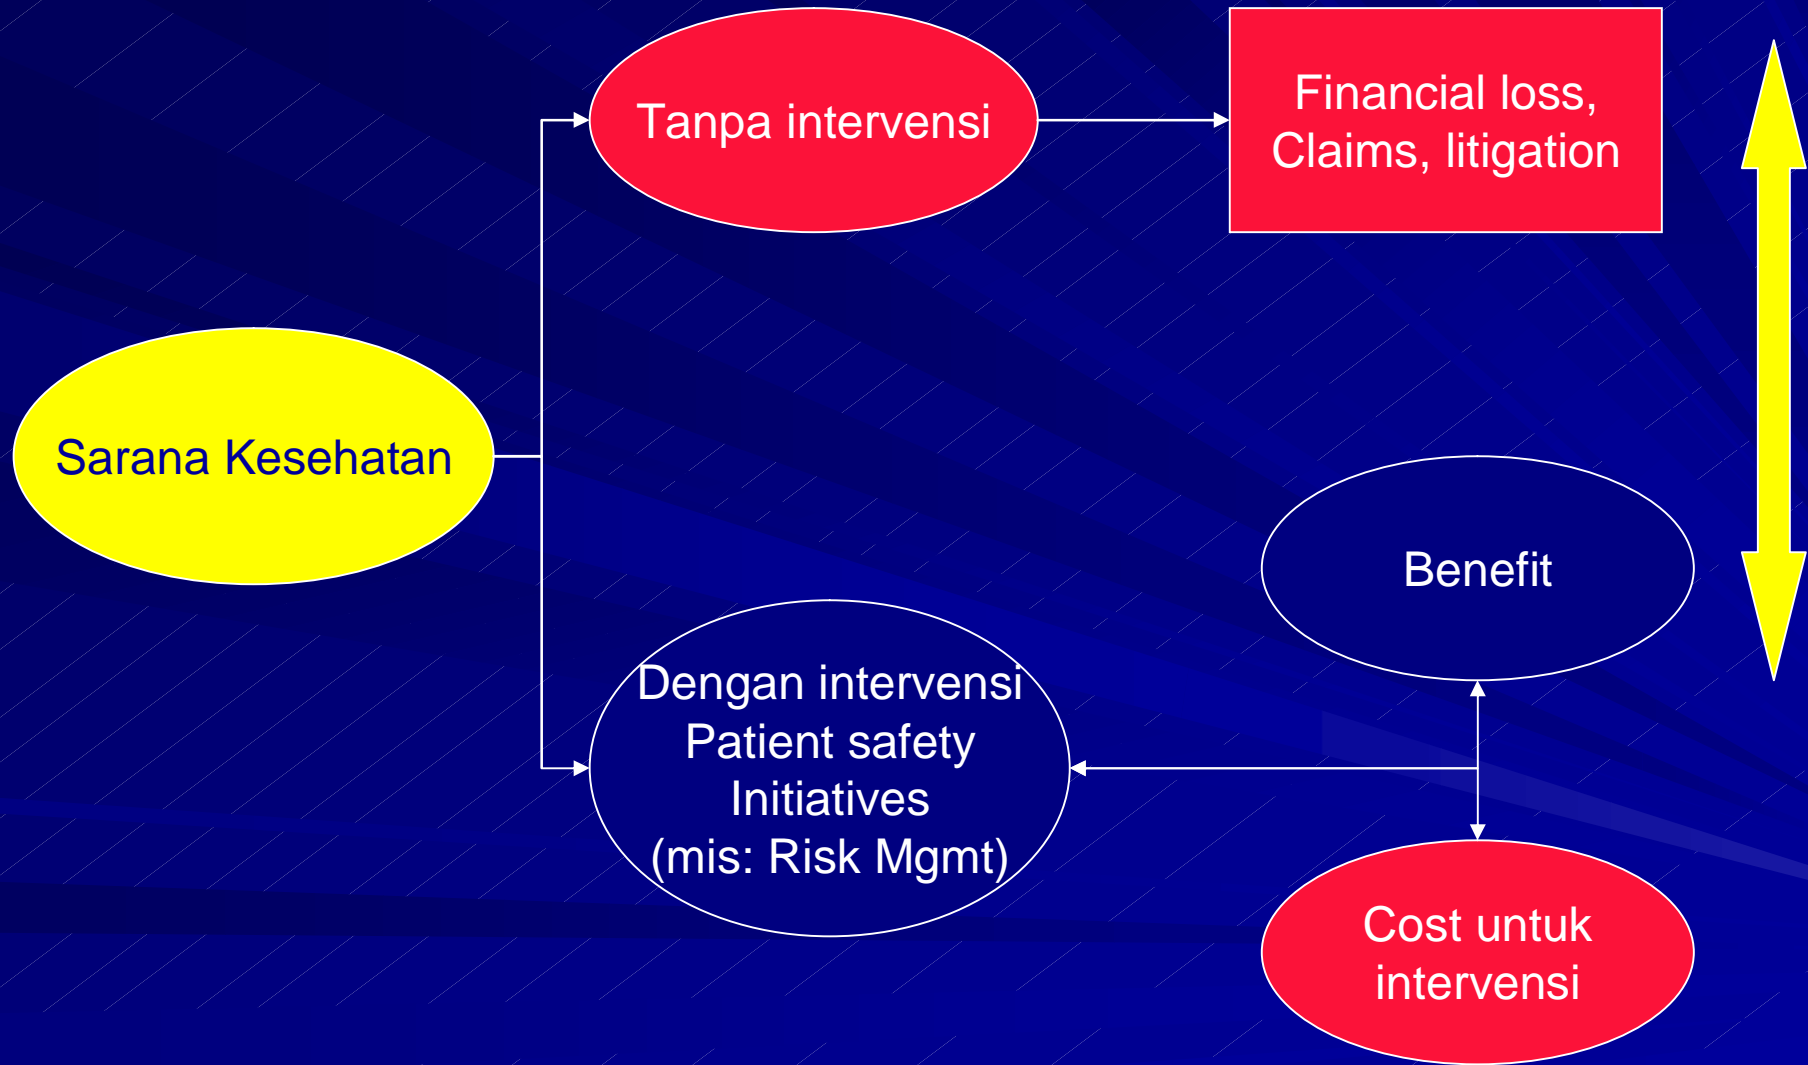 Tanpa intervensi
Financial loss,
Claims, litigation
Sarana Kesehatan
Benefit
Dengan intervensi
Patient safety
Initiatives
(mis: Risk Mgmt)
Cost untuk
intervensi